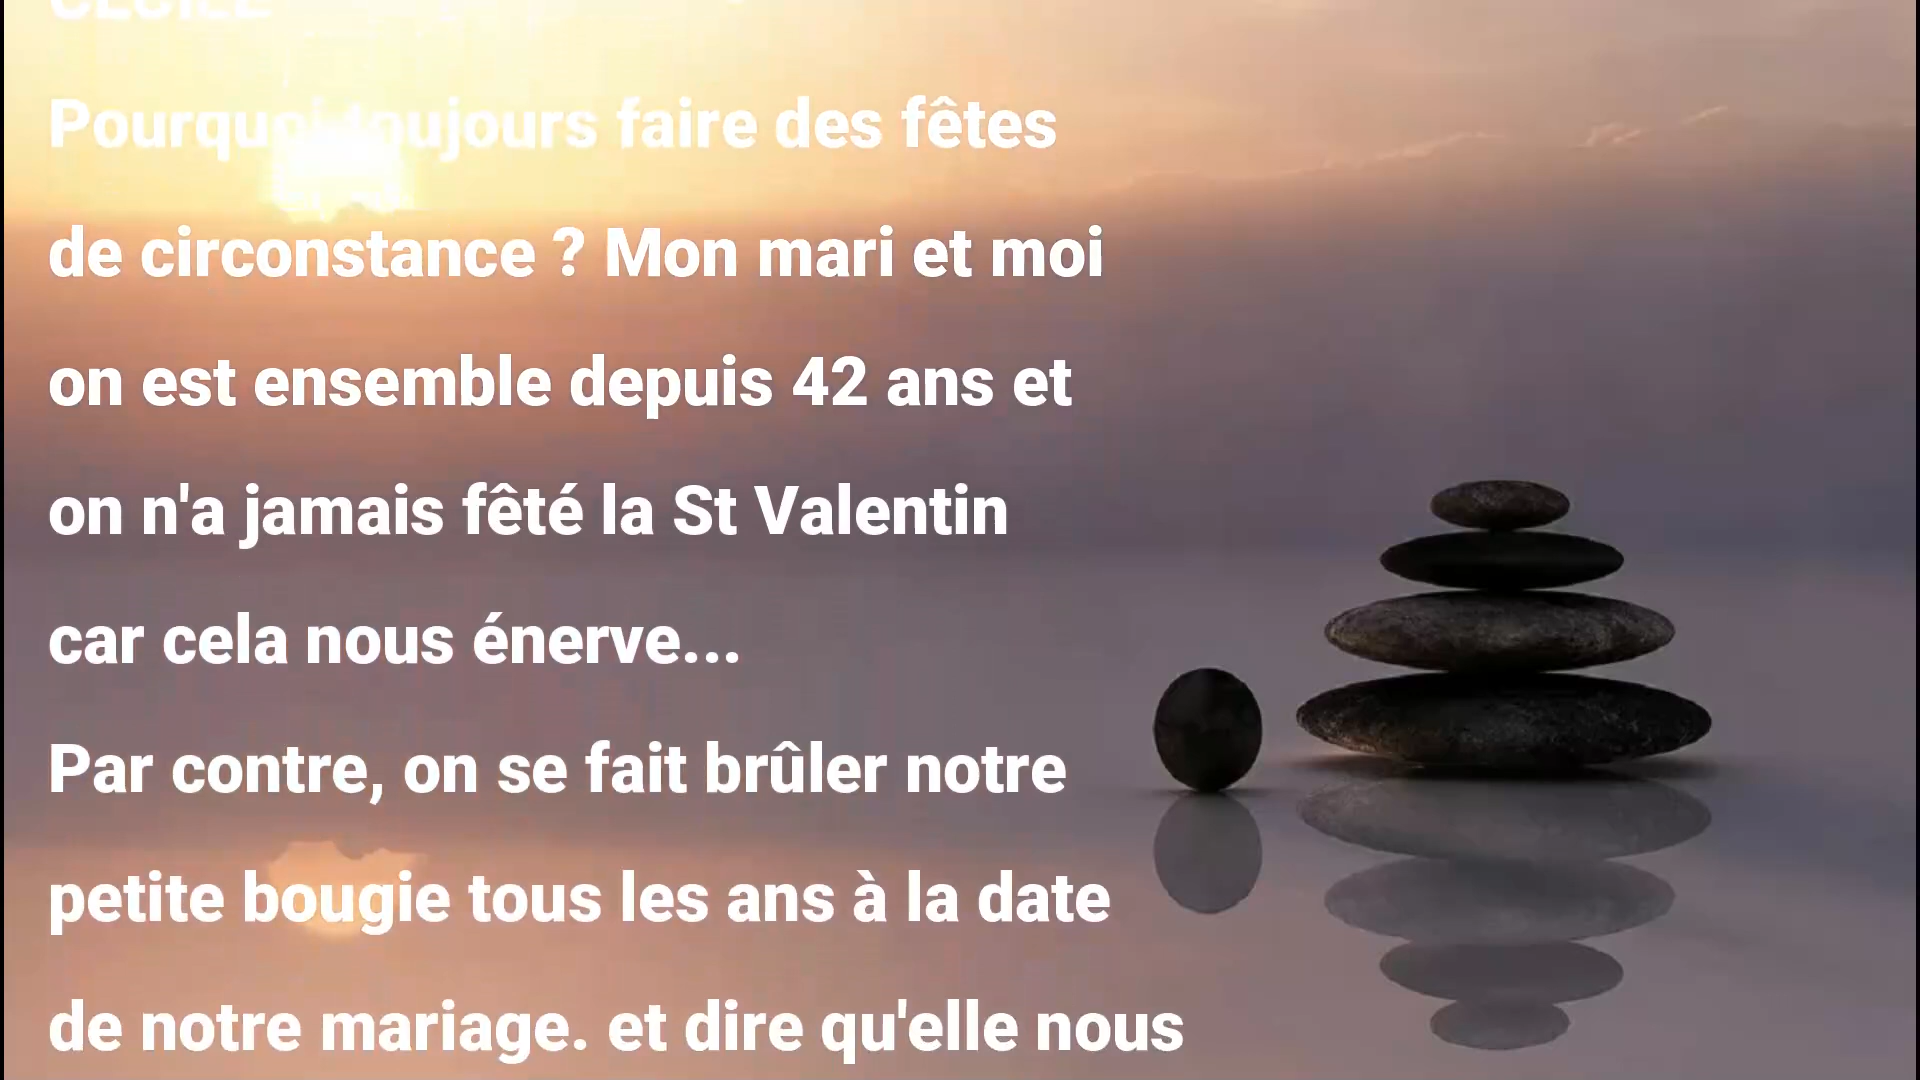 CÉCILE
Pourquoi toujours faire des fêtes
de circonstance ? Mon mari et moi
on est ensemble depuis 42 ans et
on n'a jamais fêté la St Valentin
car cela nous énerve...
Par contre, on se fait brûler notre
petite bougie tous les ans à la date
de notre mariage. et dire qu'elle nous